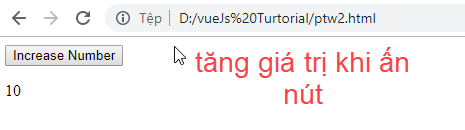 Tệp D:/vueJs%20Turtorial/ptw2.html
Increase Number
tăng giá trị khi ấn
nút
10